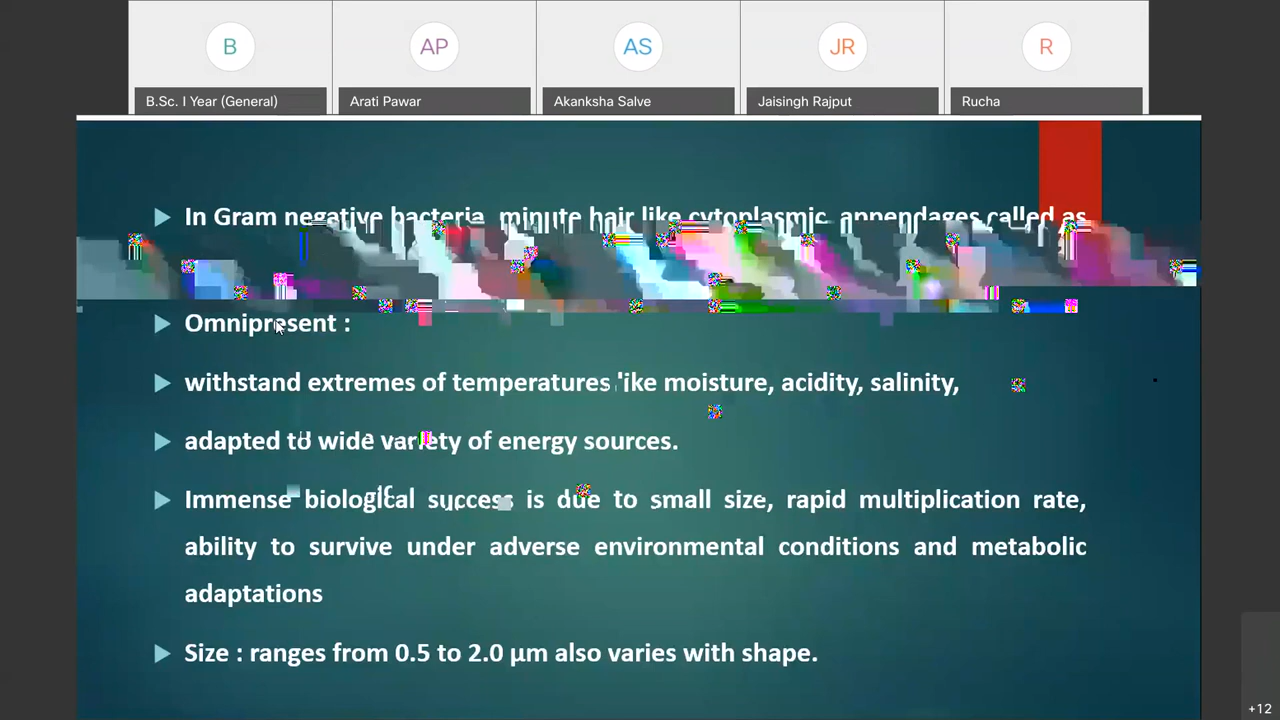 B AP AS JR R
B.Sc. I Year (General) Arati Pawar Akanksha Salve Jaisingh Rajput Rucha
In Gram negative bacteria, minute hair like cytoplasmic appendages called as
Omnipresent :
withstand extremes of temperatures like moisture, acidity, salinity,
adapted to wide variety of energy sources.
Immense biological success is due to small size, rapid multiplication rate,
ability to survive under adverse environmental conditions and metabolic
adaptations
Size : ranges from 0.5 to 2.0 µm also varies with shape.
+12